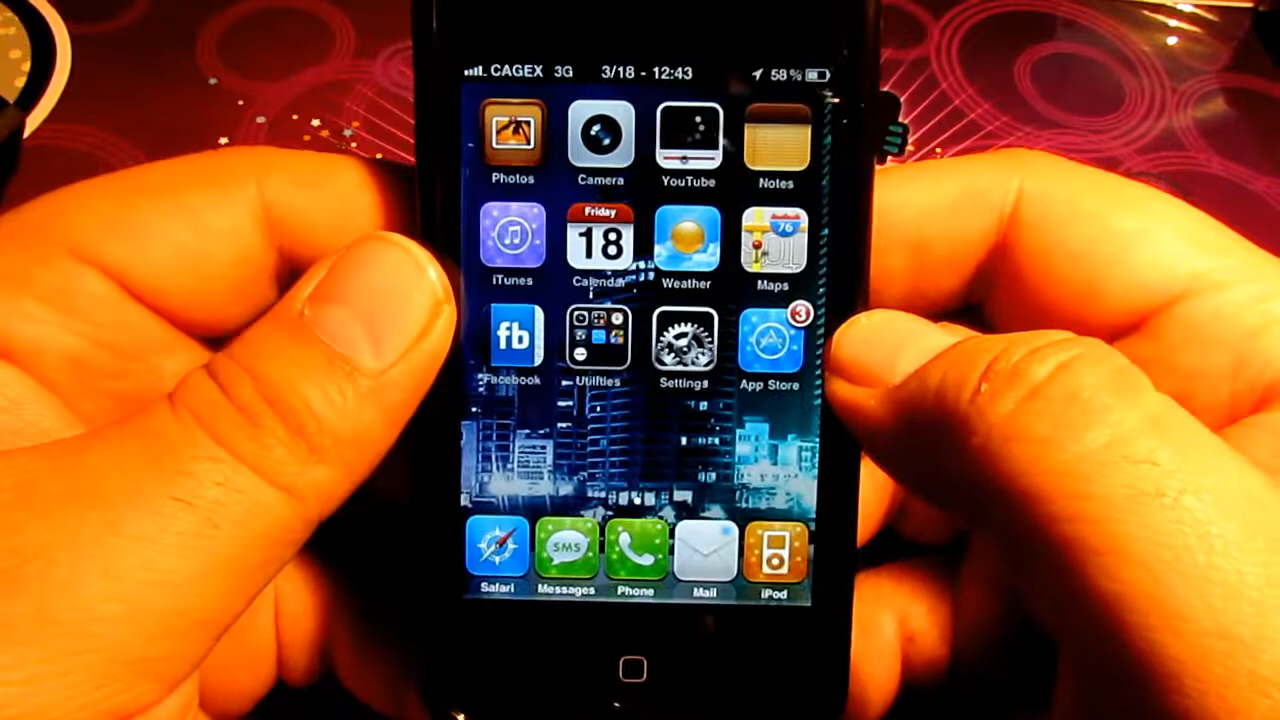 CAGEX 3G 3/18 - 12:43 58 %
Photos Camera YouTube Notes
Friday
18
76
iTunes Calendar Weather Maps
fb
3
Facebook Utilities Settings App Store
SMS
Safari Messages Phone Mail iPod